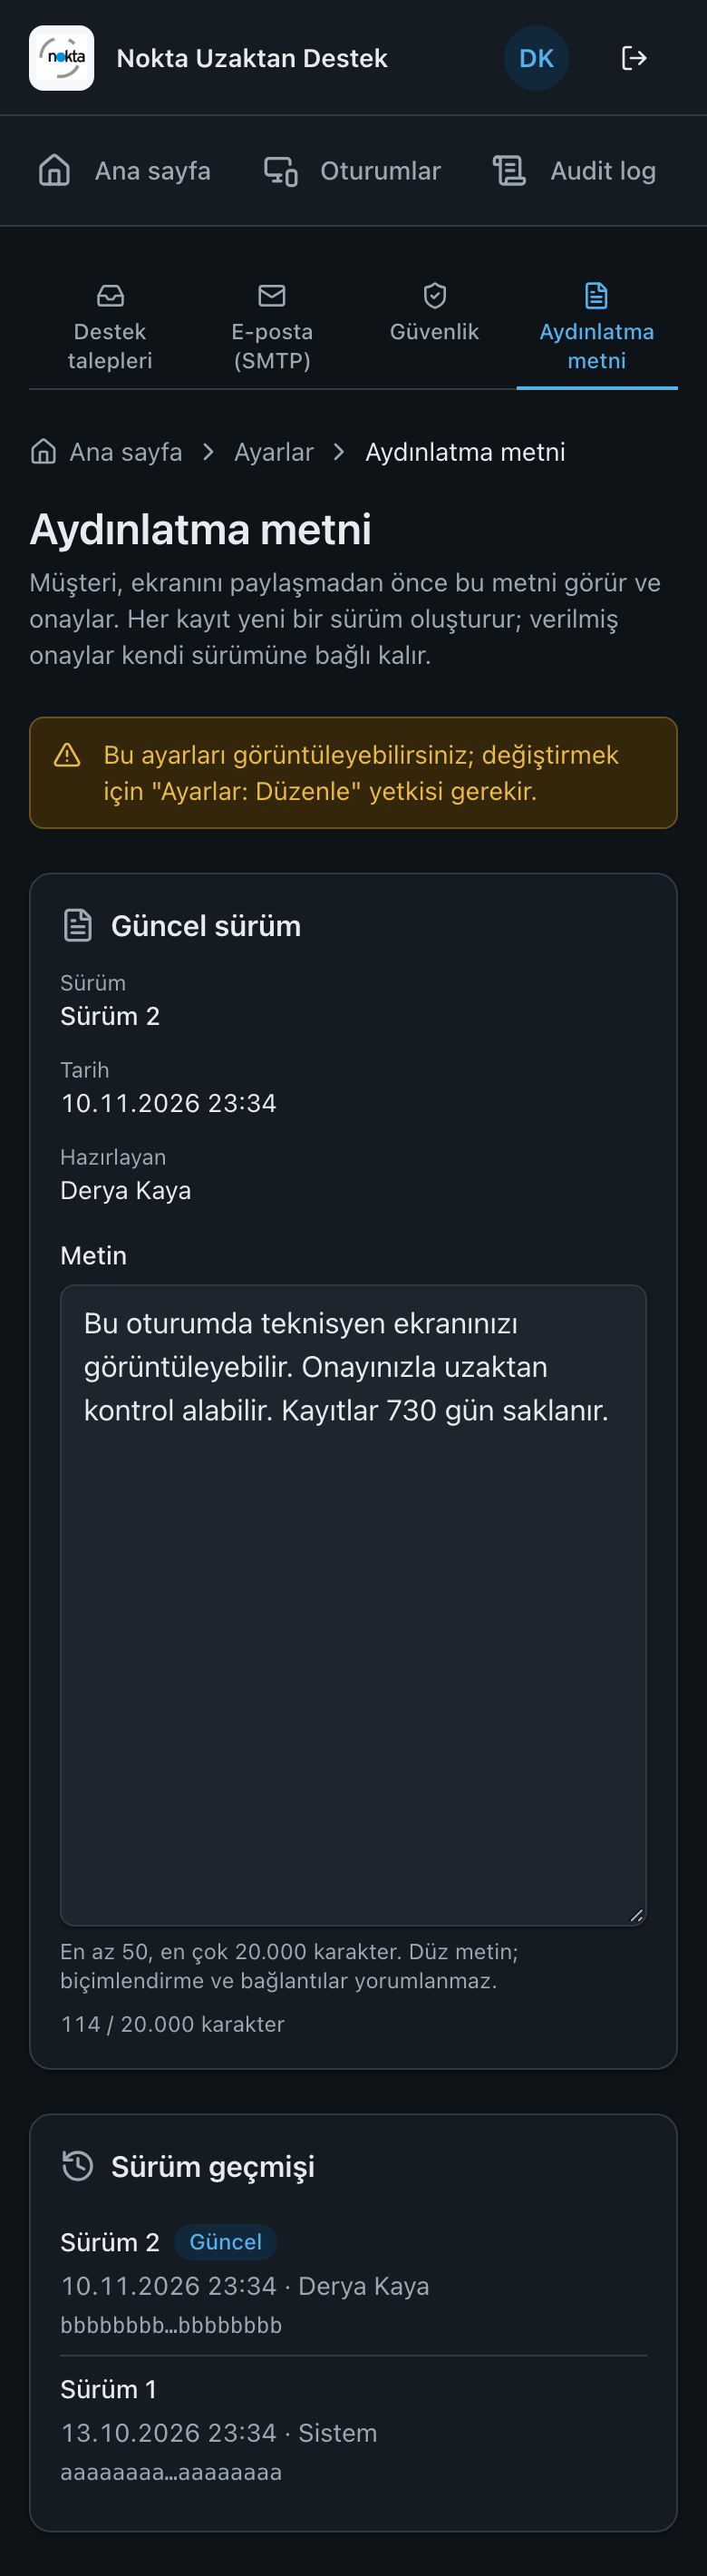 nokta
Nokta Uzaktan Destek
DK
Ana sayfa
Oturumlar
Audit log
Destek
talepleri
E-posta
(SMTP)
Güvenlik
Aydınlatma
metni
Ana sayfa > Ayarlar > Aydınlatma metni
Aydınlatma metni
Müşteri, ekranını paylaşmadan önce bu metni görür ve
onaylar. Her kayıt yeni bir sürüm oluşturur; verilmiş
onaylar kendi sürümüne bağlı kalır.
Bu ayarları görüntüleyebilirsiniz; değiştirmek
için "Ayarlar: Düzenle" yetkisi gerekir.
Güncel sürüm
Sürüm
Sürüm 2
Tarih
10.11.2026 23:34
Hazırlayan
Derya Kaya
Metin
Bu oturumda teknisyen ekranınızı
görüntüleyebilir. Onayınızla uzaktan
kontrol alabilir. Kayıtlar 730 gün saklanır.
En az 50, en çok 20.000 karakter. Düz metin;
biçimlendirme ve bağlantılar yorumlanmaz.
114 / 20.000 karakter
Sürüm geçmişi
Sürüm 2 Güncel
10.11.2026 23:34 · Derya Kaya
bbbbbbbb…bbbbbbbb
Sürüm 1
13.10.2026 23:34 · Sistem
aaaaaaaa…aaaaaaaa